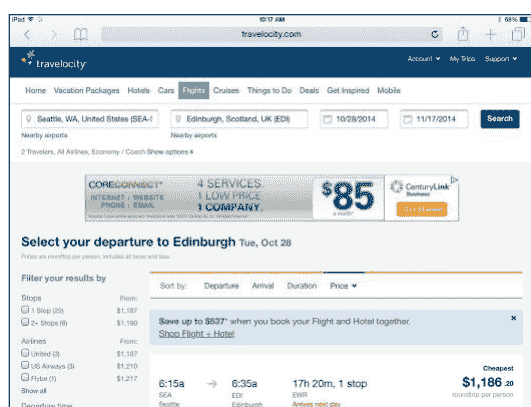 iPad
10:17 AM
68%
travelocity.com
travelocity
Account My Trips Support
Home Vacation Packages Hotels Cars Flights Cruises Things to Do Deals Get Inspired Mobile
Seattle, WA, United States (SEA-S
Edinburgh, Scotland, UK (EDI)
10/28/2014
11/17/2014
Search
Nearby airports
Nearby airports
2 Travelers, All Airlines, Economy / Coach Show options
CORECONNECT
INTERNET WEBSITE
PHONE EMAIL
4 SERVICES.
1 LOW PRICE
1 COMPANY.
$85
a month*
CenturyLink
Business
Select your departure to Edinburgh Tue, Oct 28
Prices are roundtrip per person, includes all taxes and fees.
Filter your results by
Sort by: Departure Arrival Duration Price
Stops From:
1 Stop (20) $1,187
2+ Stops (8) $1,190
Save up to $537* when you book your Flight and Hotel together.
Shop Flight + Hotel
Airlines From:
United (3) $1,187
US Airways (3) $1,210
Flybe (1) $1,217
Show all
Departure time
Cheapest
6:15a → 6:35a 17h 20m, 1 stop $1,186.20
SEA EDI EWR roundtrip per person
Seattle Edinburgh Arrives next day